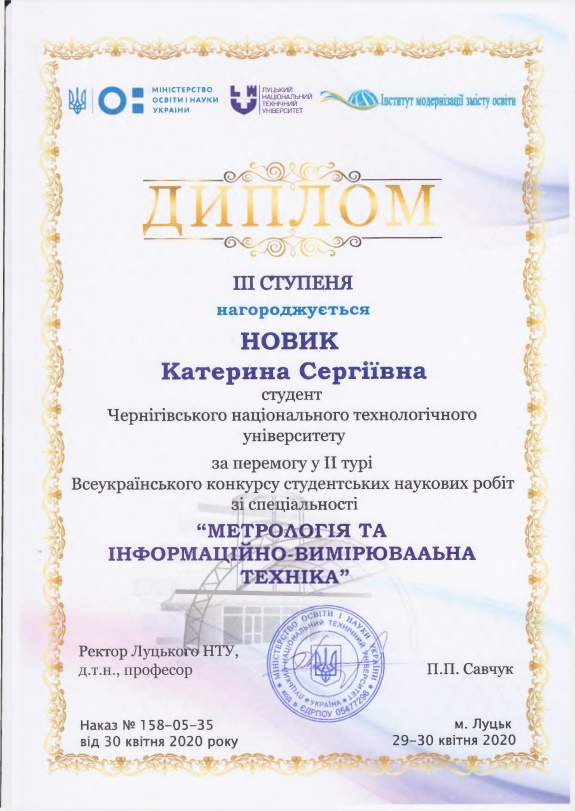 МІНІСТЕРСТВО
ОСВІТИ І НАУКИ
УКРАЇНИ
ЛУЦЬКИЙ
НАЦІОНАЛЬНИЙ
ТЕХНІЧНИЙ
УНІВЕРСИТЕТ
Інститут модернізації змісту освіти
ДИПЛОМ
ІІІ СТУПЕНЯ
нагороджується
НОВИК
Катерина Сергіївна
студент
Чернігівського національного технологічного
університету
за перемогу у ІІ турі
Всеукраїнського конкурсу студентських наукових робіт
зі спеціальності
“МЕТРОЛОГІЯ ТА
ІНФОРМАЦІЙНО-ВИМІРЮВАЛЬНА
ТЕХНІКА”
Ректор Луцького НТУ,
д.т.н., професор
П.П. Савчук
МІНІСТЕРСТВО ОСВІТИ І НАУКИ УКРАЇНИ
ЛУЦЬКИЙ НАЦІОНАЛЬНИЙ ТЕХНІЧНИЙ УНІВЕРСИТЕТ
УКРАЇНА
код в ЄДРПОУ 05477296
Наказ № 158-05-35
від 30 квітня 2020 року
м. Луцьк
29-30 квітня 2020